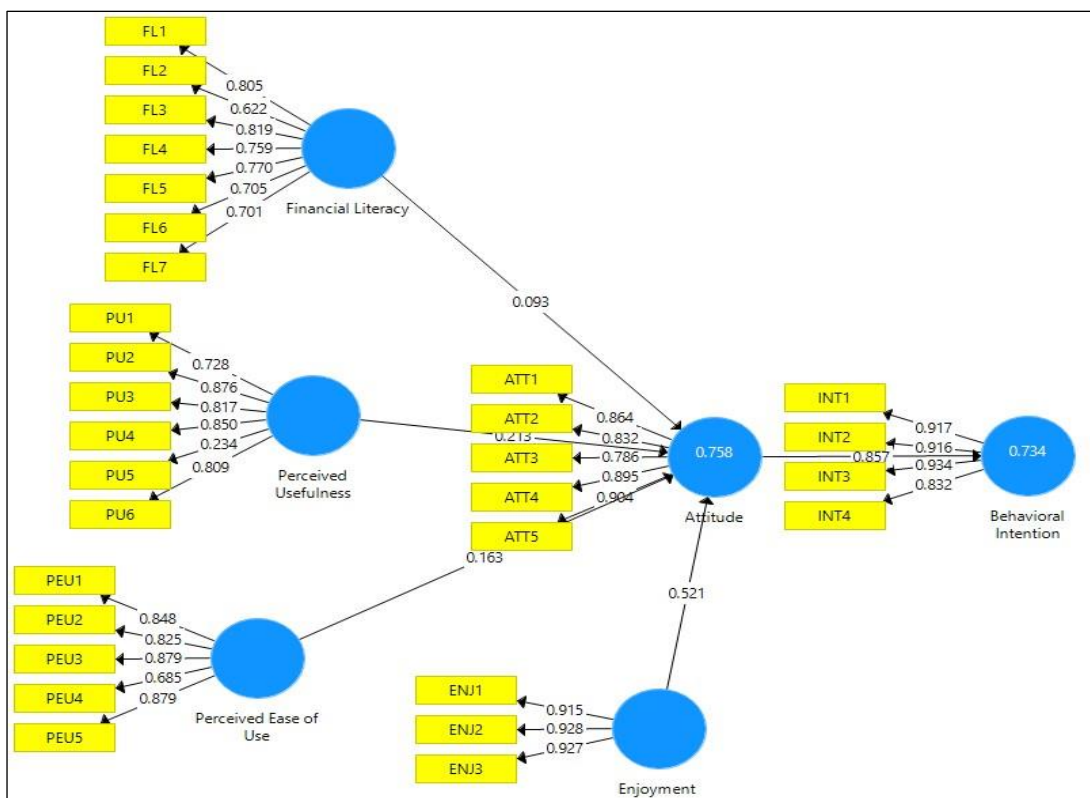 FL1
FL2
FL3
FL4
FL5
FL6
FL7
0.805
0.622
0.819
0.759
0.770
0.705
0.701
Financial Literacy
0.093
PU1
PU2
PU3
PU4
PU5
PU6
0.728
0.876
0.817
0.850
0.234
0.809
Perceived
Usefulness
0.213
ATT1
ATT2
ATT3
ATT4
ATT5
0.864
0.832
0.786
0.895
0.904
0.758
Attitude
0.857
INT1
INT2
INT3
INT4
0.917
0.916
0.934
0.832
0.734
Behavioral
Intention
PEU1
PEU2
PEU3
PEU4
PEU5
0.848
0.825
0.879
0.685
0.879
Perceived Ease of
Use
0.163
0.521
ENJ1
ENJ2
ENJ3
0.915
0.928
0.927
Enjoyment